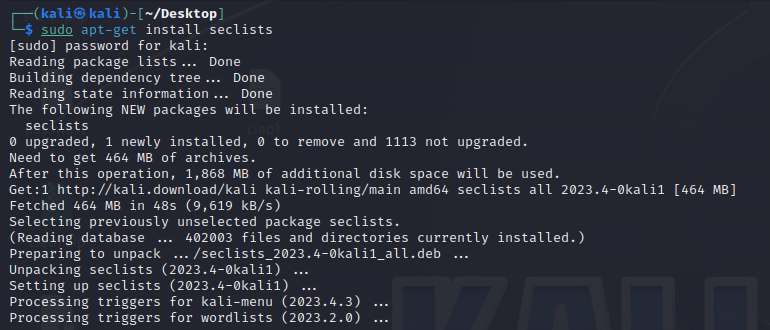 ┌──(kali㉿kali)-[~/Desktop]
└─$ sudo apt-get install seclists
[sudo] password for kali:
Reading package lists... Done
Building dependency tree... Done
Reading state information... Done
The following NEW packages will be installed:
  seclists
0 upgraded, 1 newly installed, 0 to remove and 1113 not upgraded.
Need to get 464 MB of archives.
After this operation, 1,868 MB of additional disk space will be used.
Get:1 http://kali.download/kali kali-rolling/main amd64 seclists all 2023.4-0kali1 [464 MB]
Fetched 464 MB in 48s (9,619 kB/s)
Selecting previously unselected package seclists.
(Reading database ... 402003 files and directories currently installed.)
Preparing to unpack .../seclists_2023.4-0kali1_all.deb ...
Unpacking seclists (2023.4-0kali1) ...
Setting up seclists (2023.4-0kali1) ...
Processing triggers for kali-menu (2023.4.3) ...
Processing triggers for wordlists (2023.2.0) ...
KALI